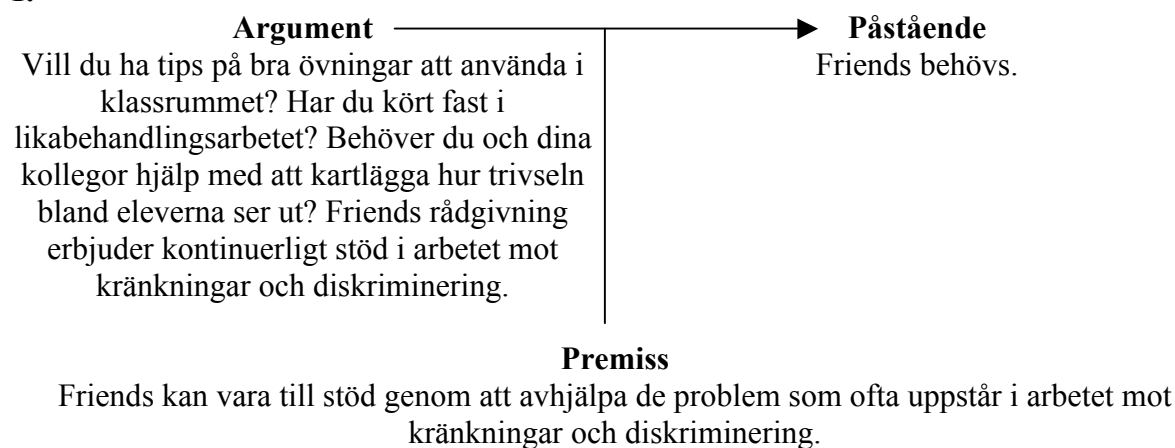 Argument
Påstående
Vill du ha tips på bra övningar att använda i
klassrummet? Har du kört fast i
likabehandlingsarbetet? Behöver du och dina
kollegor hjälp med att kartlägga hur trivseln
bland eleverna ser ut? Friends rådgivning
erbjuder kontinuerligt stöd i arbetet mot
kränkningar och diskriminering.
Friends behövs.
Premiss
Friends kan vara till stöd genom att avhjälpa de problem som ofta uppstår i arbetet mot
kränkningar och diskriminering.